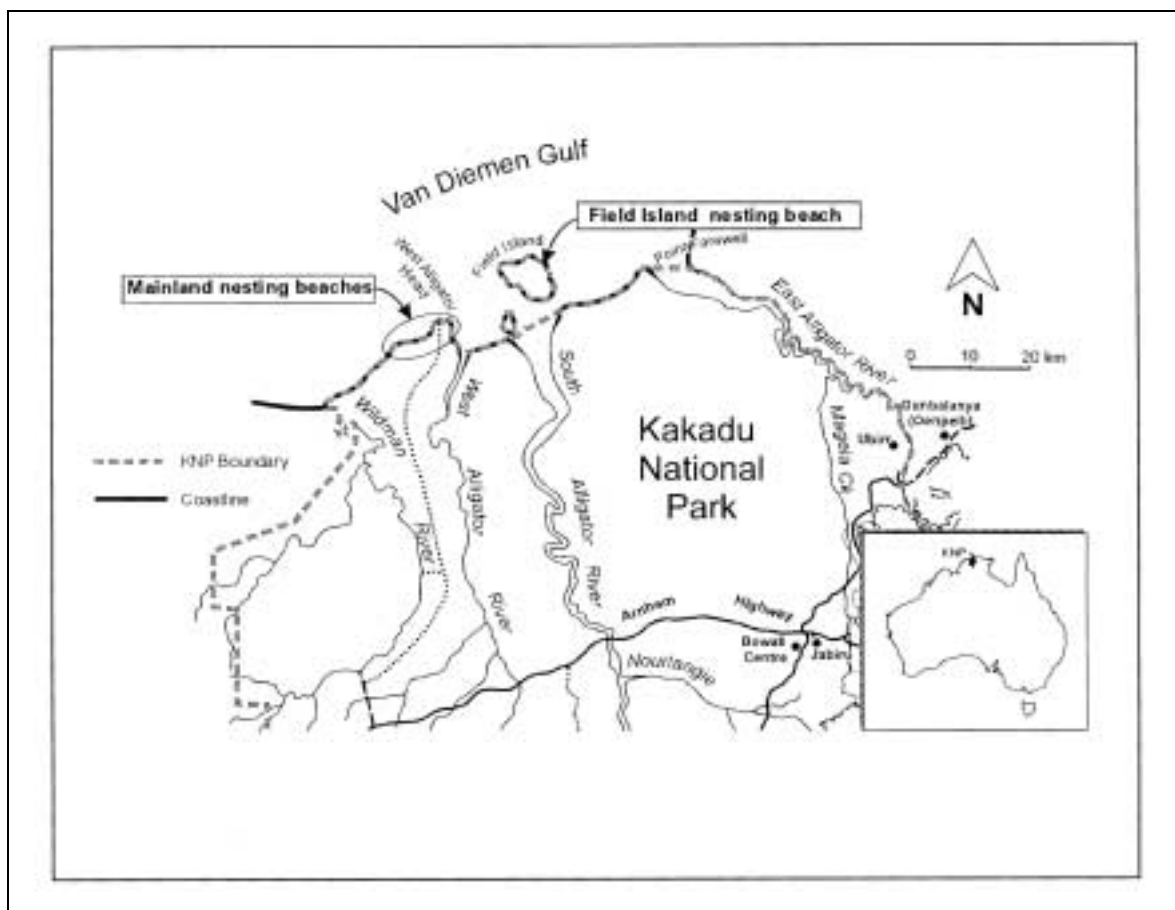 Van Diemen Gulf
Field Island nesting beach
Mainland nesting beaches
West Alligator
Head
Field Island
Point Farewell
N
0 10 20 km
East Alligator River
Magela Ck
Ubirr
(Oenpelli)
Kakadu
National
Park
Wildman
River
West
Alligator
River
South
Alligator
River
KNP Boundary
Coastline
Arnhem Highway
Bowali
Centre
Jabiru
Nourlangie
KNP